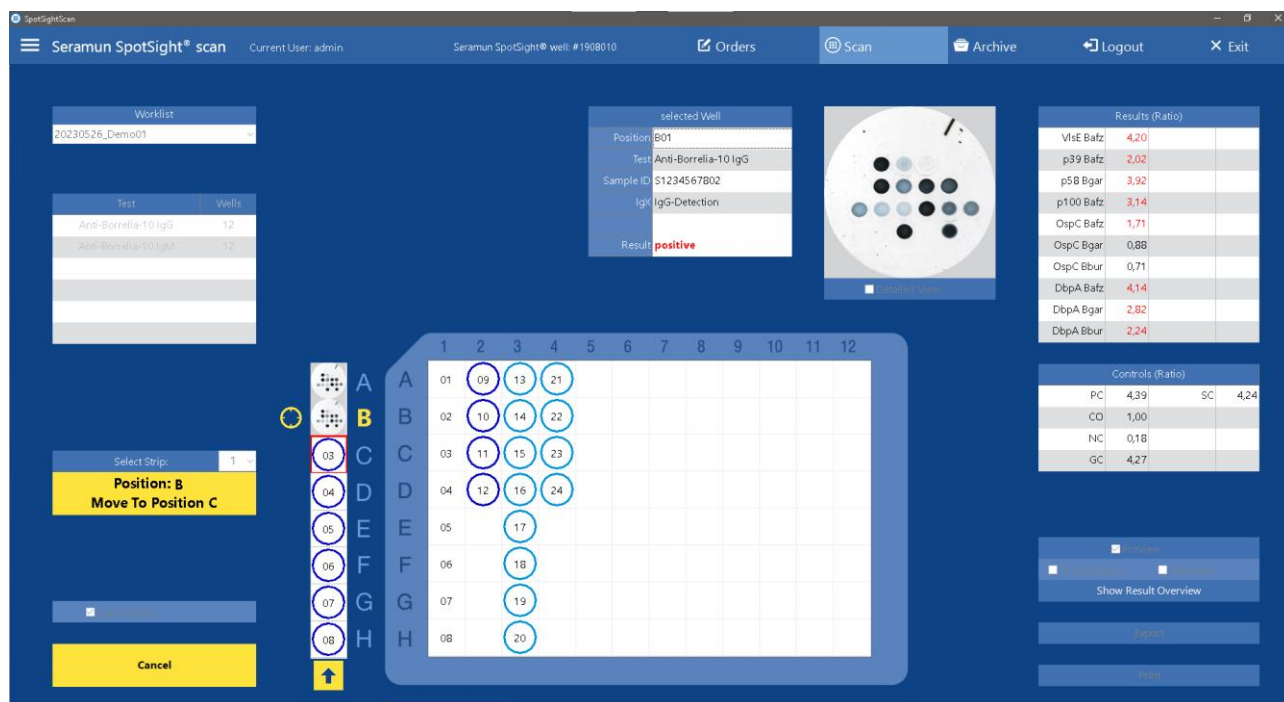 SpotSightScan
Seramun SpotSight® scan Current User: admin Seramun SpotSight® well: #1908010 Orders Scan Archive Logout Exit
Worklist
20230526_Demo01
Test Wells
Anti-Borrelia-10 IgG 12
Anti-Borrelia-10 IgM 12
selected Well
Position B01
Test Anti-Borrelia-10 IgG
Sample ID S1234567802
IgX IgG-Detection
Result positive
Detailed View
Results (Ratio)
VlsE Bafz 4,20
p39 Bafz 2,02
p58 Bgar 3,92
p100 Bafz 3,14
OspC Bafz 1,71
OspC Bgar 0,88
OspC Bbur 0,71
DbpA Bafz 4,14
DbpA Bgar 2,82
DbpA Bbur 2,24
Controls (Ratio)
PC 4,39 SC 4,24
CO 1,00
NC 0,18
GC 4,27
Select Strip: 1
Position: B
Move To Position C
Cancel
1 2 3 4 5 6 7 8 9 10 11 12
A A 01 09 13 21
B B 02 10 14 22
03 C C 03 11 15 23
04 D D 04 12 16 24
05 E E 05 17
06 F F 06 18
07 G G 07 19
08 H H 08 20
Preview
Show Result Overview
Export
Print